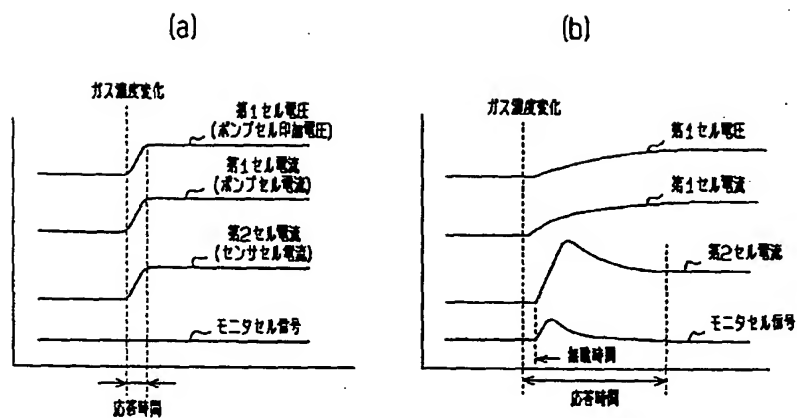 (a)
ガス濃度変化
第1セル電圧
(ポンプセル印加電圧)
第1セル電流
(ポンプセル電流)
第2セル電流
(センサセル電流)
モニタセル信号
応答時間
(b)
ガス濃度変化
第1セル電圧
第1セル電流
第2セル電流
モニタセル信号
無駄時間
応答時間